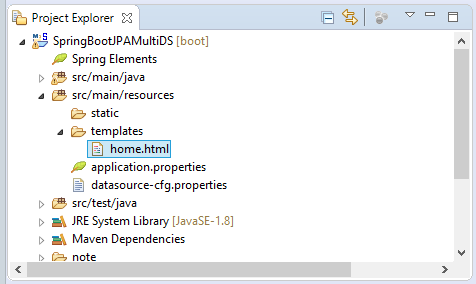 Project Explorer
SpringBootJPAMultiDS [boot]
Spring Elements
src/main/java
src/main/resources
static
templates
home.html
application.properties
datasource-cfg.properties
src/test/java
JRE System Library [JavaSE-1.8]
Maven Dependencies
note